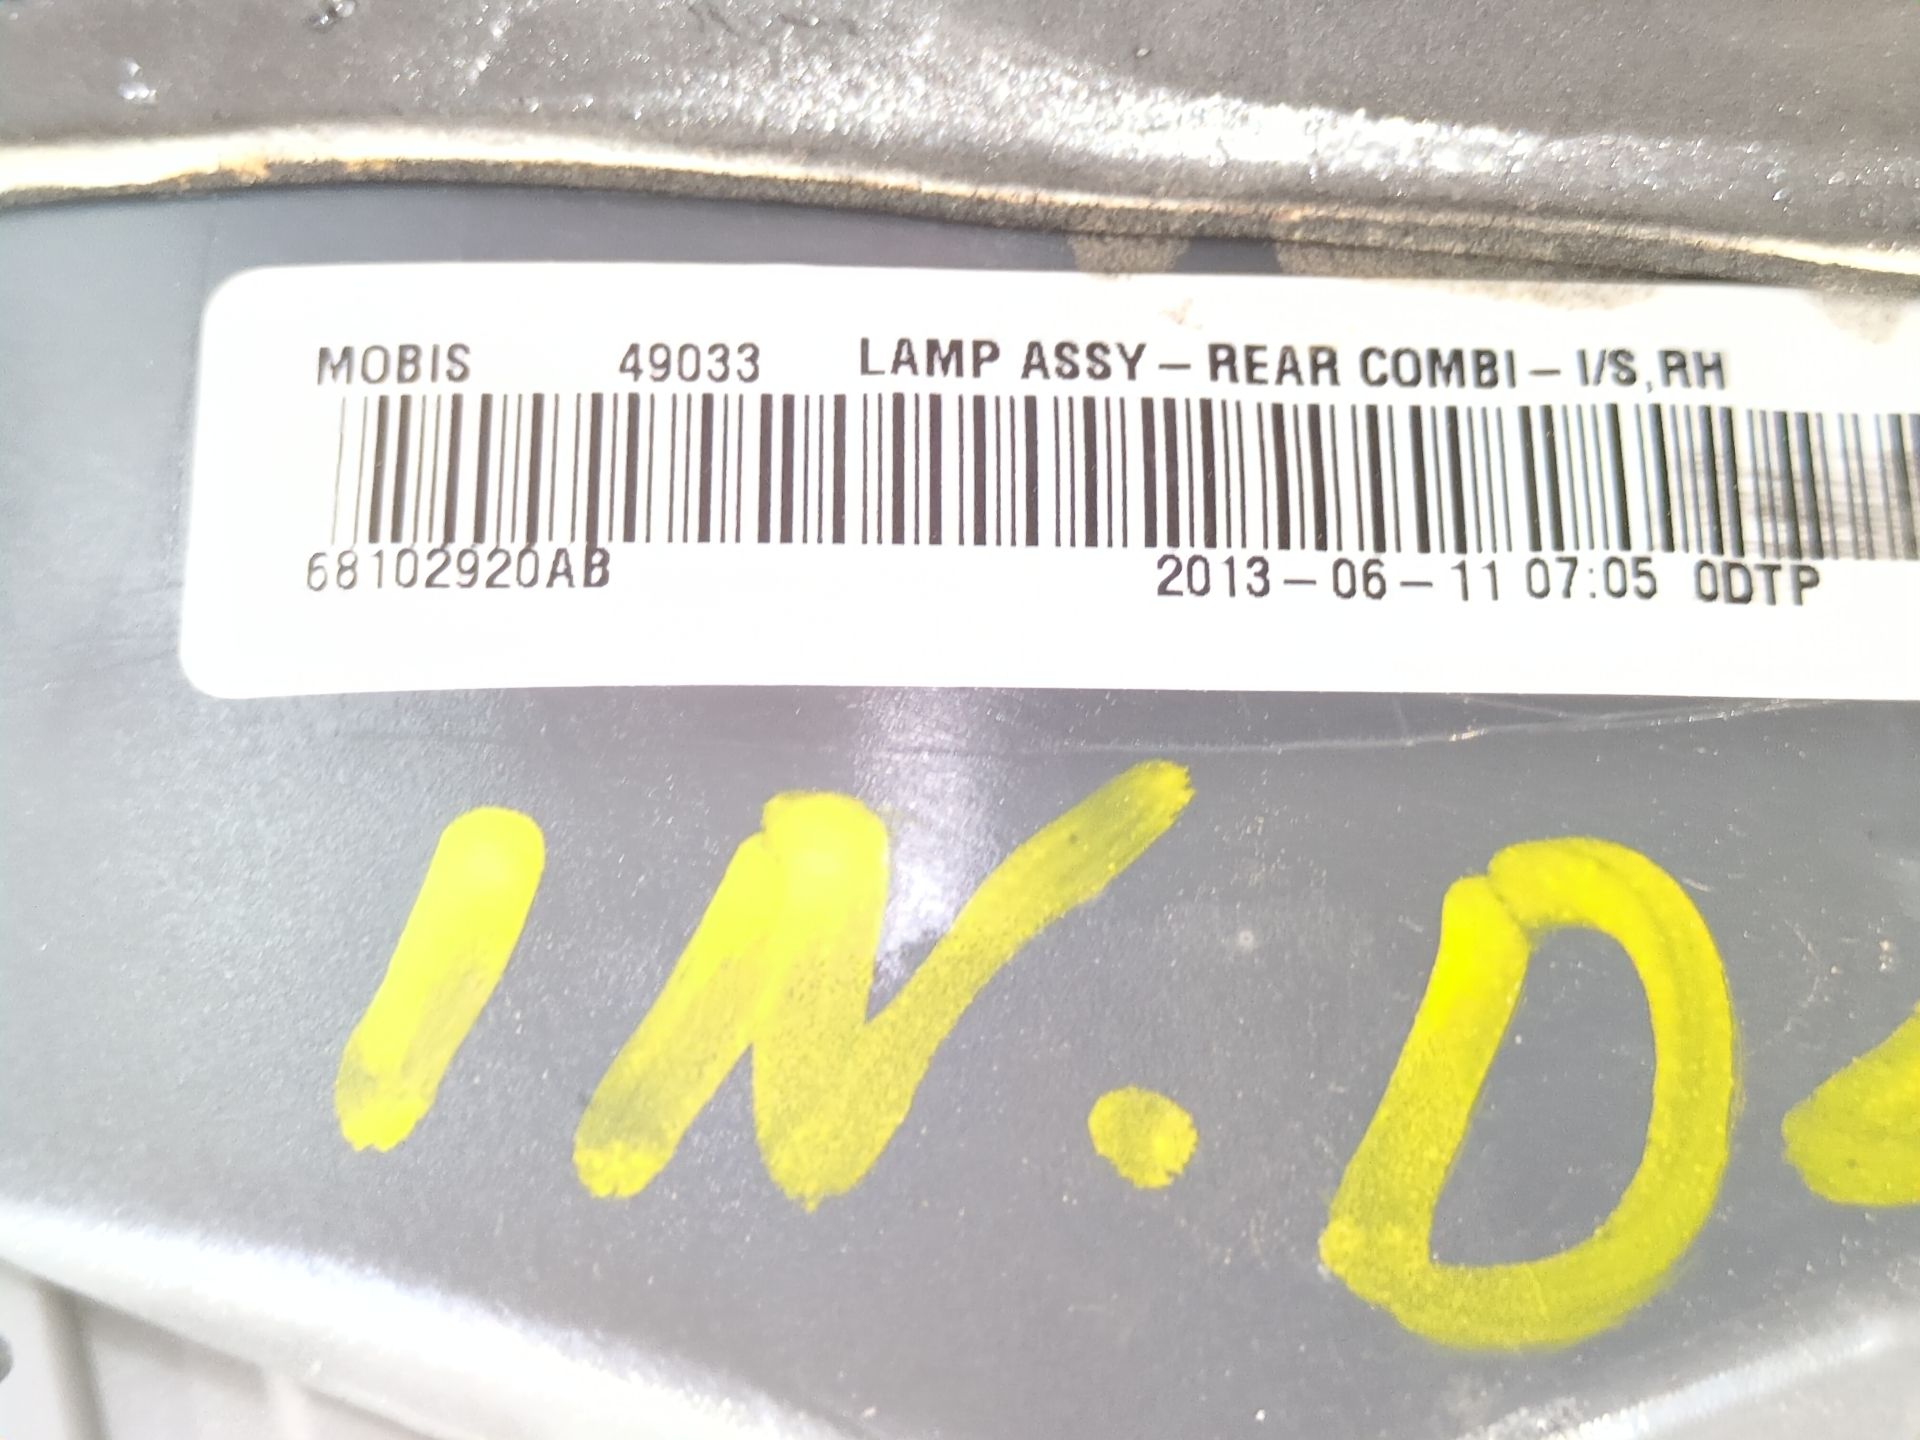 MOBIS 49033 LAMP ASSY – REAR COMBI – I/S, RH
68102920AB 2013 – 06 – 11 07:05 0DTP
IN. D